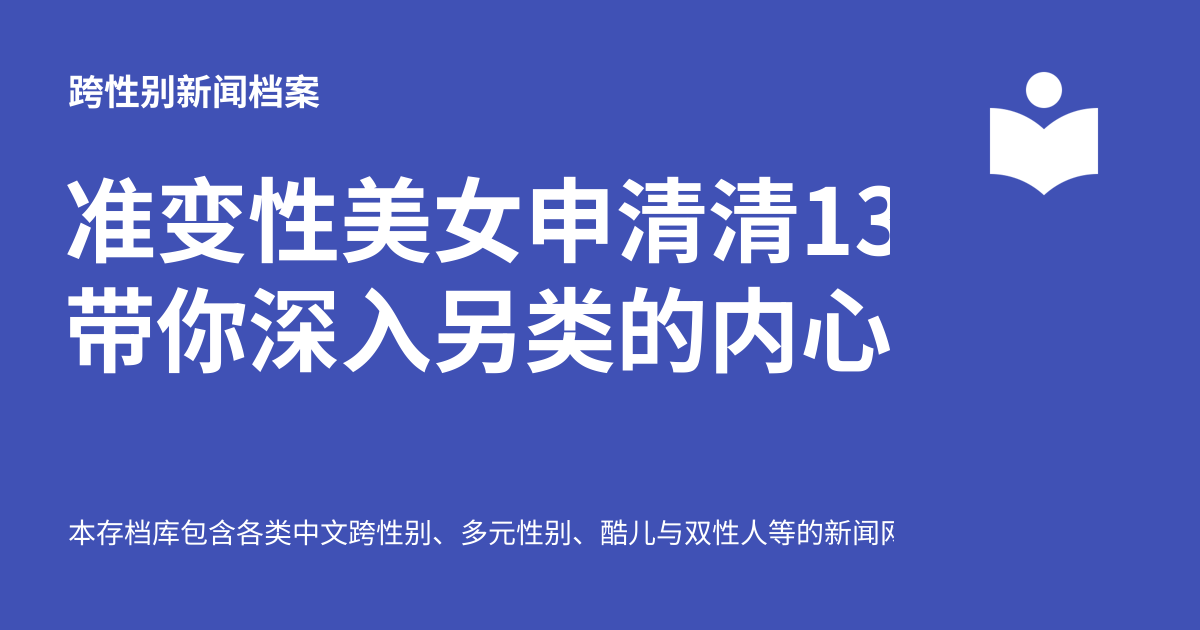 跨性别新闻档案
准变性美女申清清13
带你深入另类的内心
本存档库包含各类中文跨性别、多元性别、酷儿与双性人等的新闻网